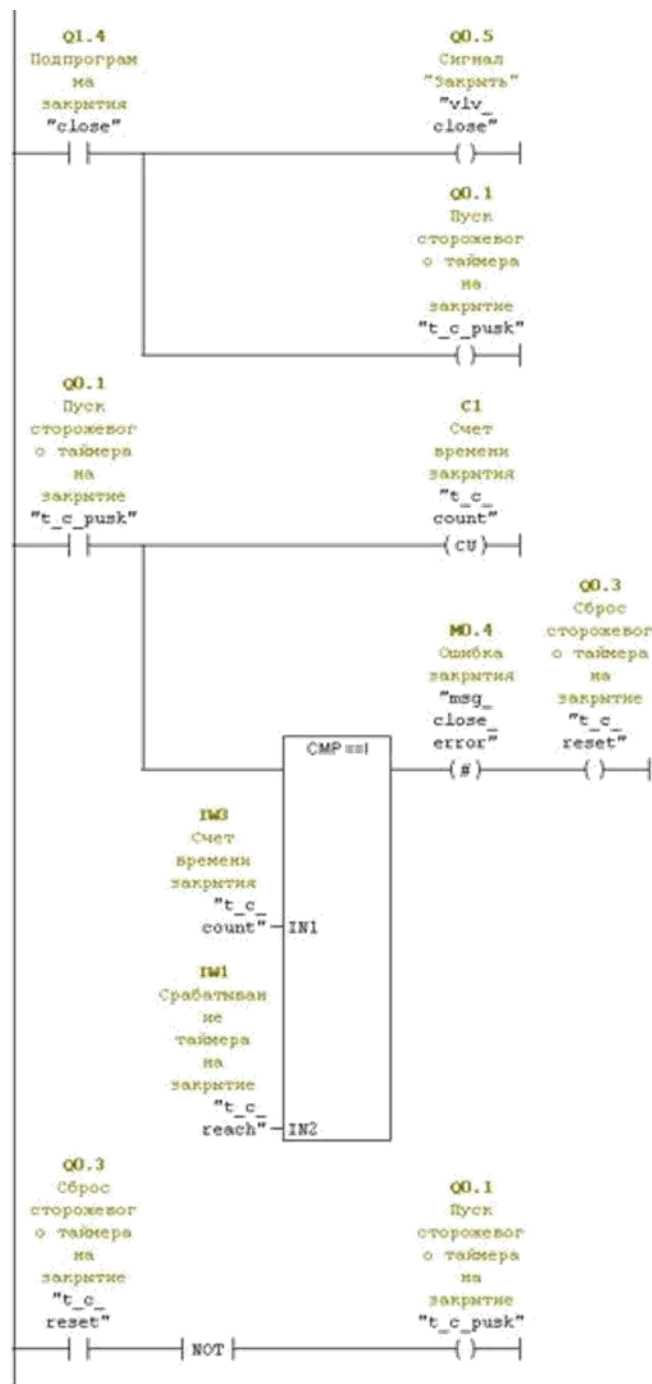 Q1.4
Подпрограм
ма
закрытия
"close"
Q0.5
Сигнал
"Закрыть"
"vlv_
close"
Q0.1
Пуск
сторожевог
о таймера
на
закрытие
"t_c_pusk"
Q0.1
Пуск
сторожевог
о таймера
на
закрытие
"t_c_pusk"
C1
Счет
времени
закрытия
"t_c_
count"
CU
M0.4
Ошибка
закрытия
"msg_
close_
error"
#
Q0.3
Сброс
сторожевог
о таймера
на
закрытие
"t_c_
reset"
CMP ==I
IW3
Счет
времени
закрытия
"t_c_
count"
IN1
IW1
Срабатыван
ие
таймера
на
закрытие
"t_c_
reach"
IN2
Q0.3
Сброс
сторожевог
о таймера
на
закрытие
"t_c_
reset"
NOT
Q0.1
Пуск
сторожевог
о таймера
на
закрытие
"t_c_pusk"